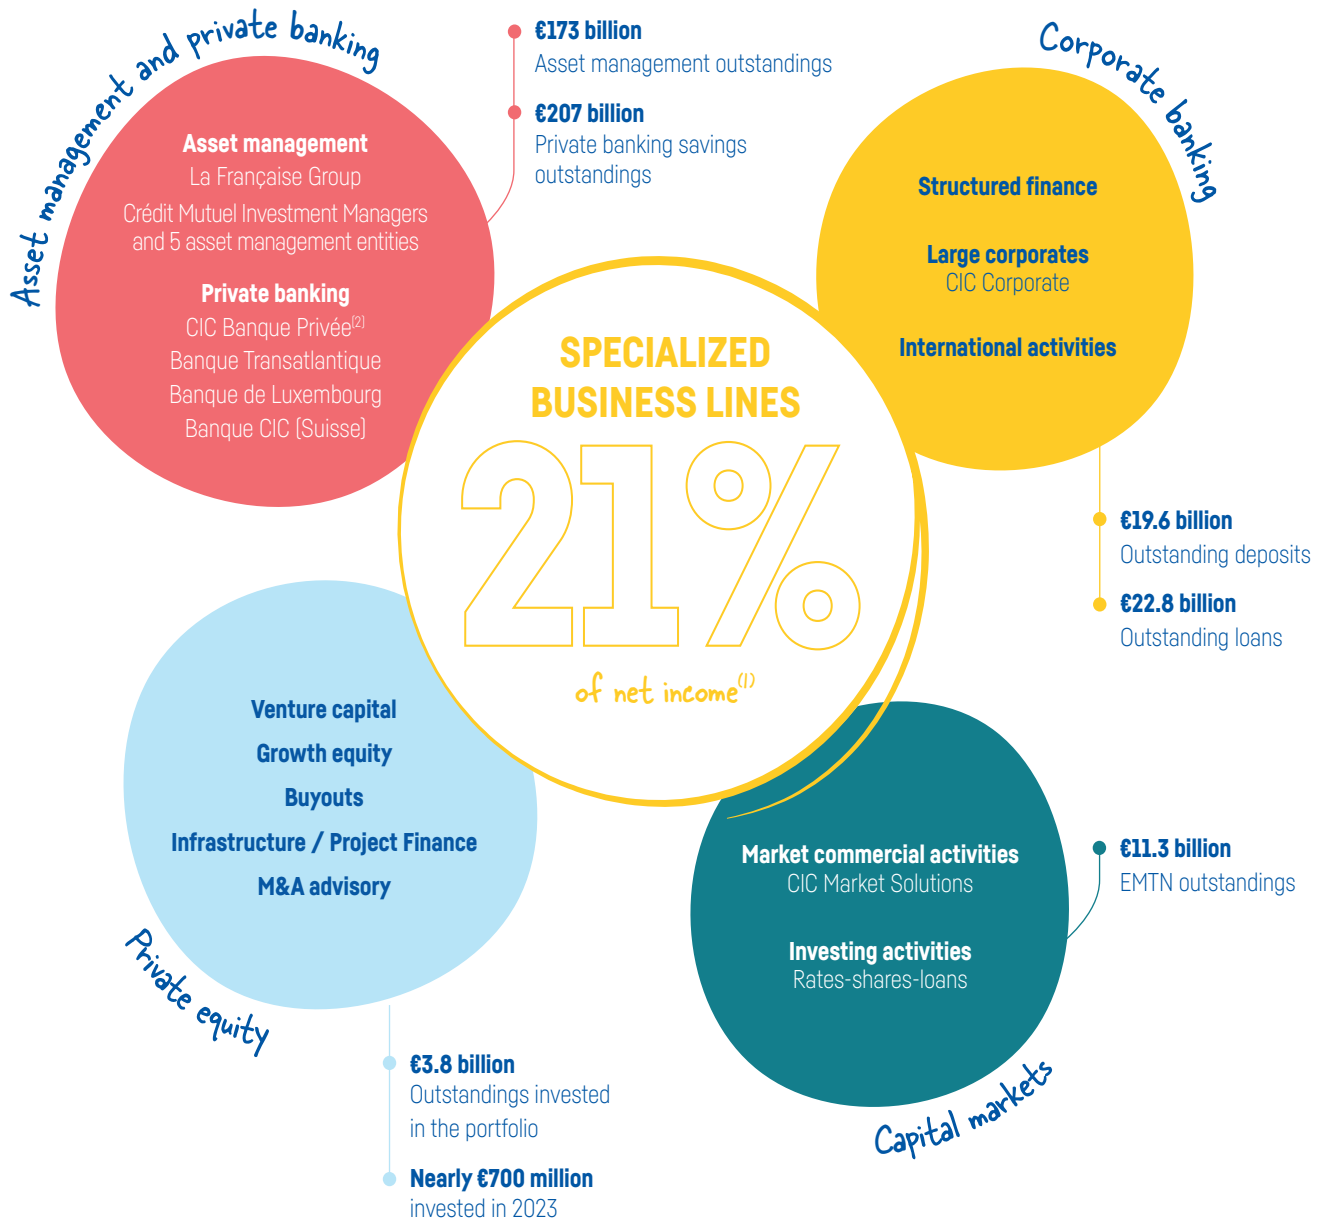 Asset management and private banking
Asset management
La Française Group
Crédit Mutuel Investment Managers
and 5 asset management entities
Private banking
CIC Banque Privée(2)
Banque Transatlantique
Banque de Luxembourg
Banque CIC (Suisse)
€173 billion
Asset management outstandings
€207 billion
Private banking savings
outstandings
Corporate banking
Structured finance
Large corporates
CIC Corporate
International activities
€19.6 billion
Outstanding deposits
€22.8 billion
Outstanding loans
SPECIALIZED
BUSINESS LINES
21%
of net income(1)
Venture capital
Growth equity
Buyouts
Infrastructure / Project Finance
M&A advisory
Private equity
€3.8 billion
Outstandings invested
in the portfolio
Nearly €700 million
invested in 2023
Market commercial activities
CIC Market Solutions
Investing activities
Rates-shares-loans
Capital markets
€11.3 billion
EMTN outstandings